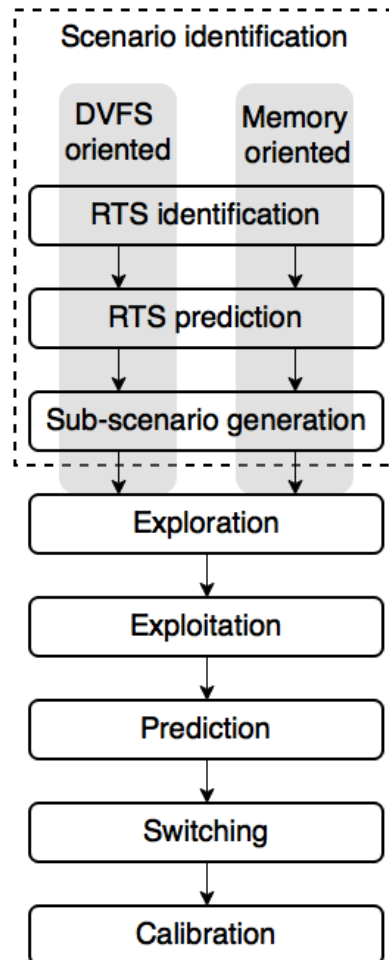 Scenario identification
DVFS
oriented
Memory
oriented
RTS identification
RTS prediction
Sub-scenario generation
Exploration
Exploitation
Prediction
Switching
Calibration